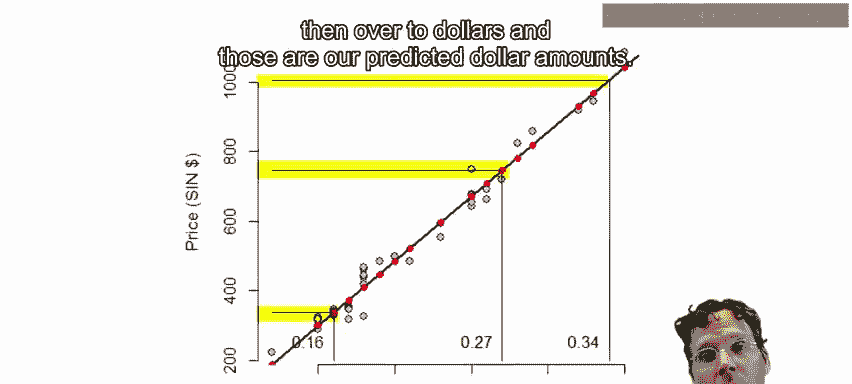 then over to dollars and
those are our predicted dollar amounts.
1000
800
600
400
200
Price (SIN $)
0.16
0.27
0.34